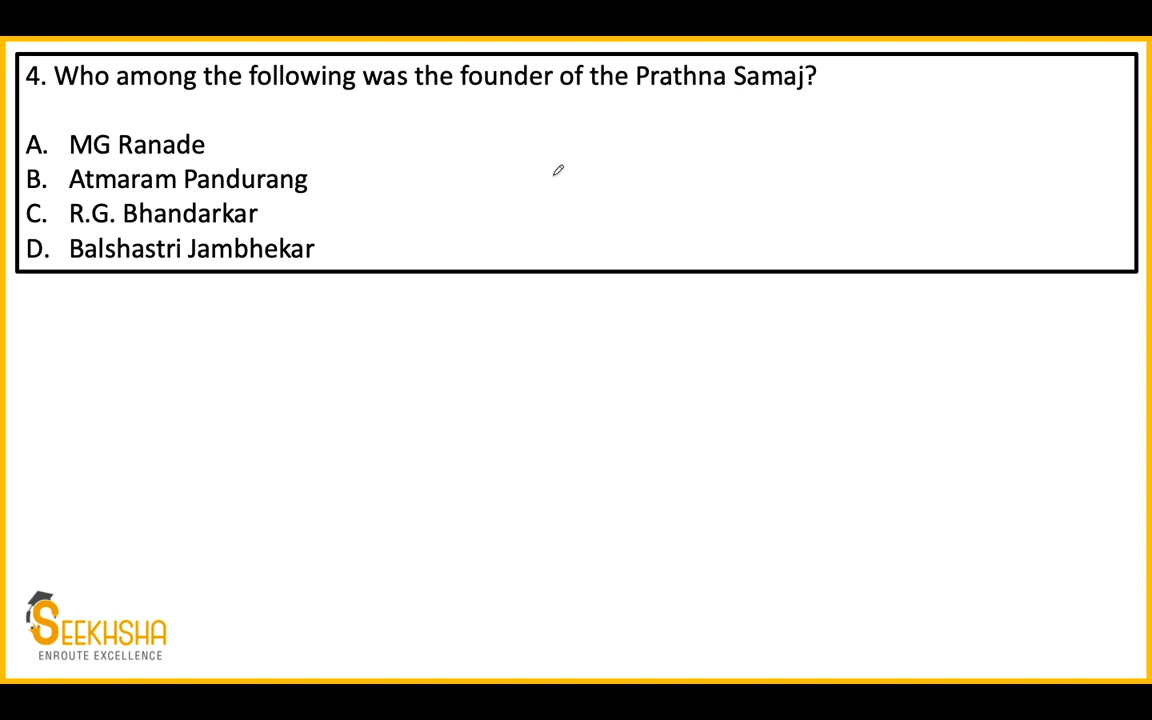 4. Who among the following was the founder of the Prathna Samaj?
A. MG Ranade
B. Atmaram Pandurang
C. R.G. Bhandarkar
D. Balshastri Jambhekar
SEEKHSHA
ENROUTE EXCELLENCE